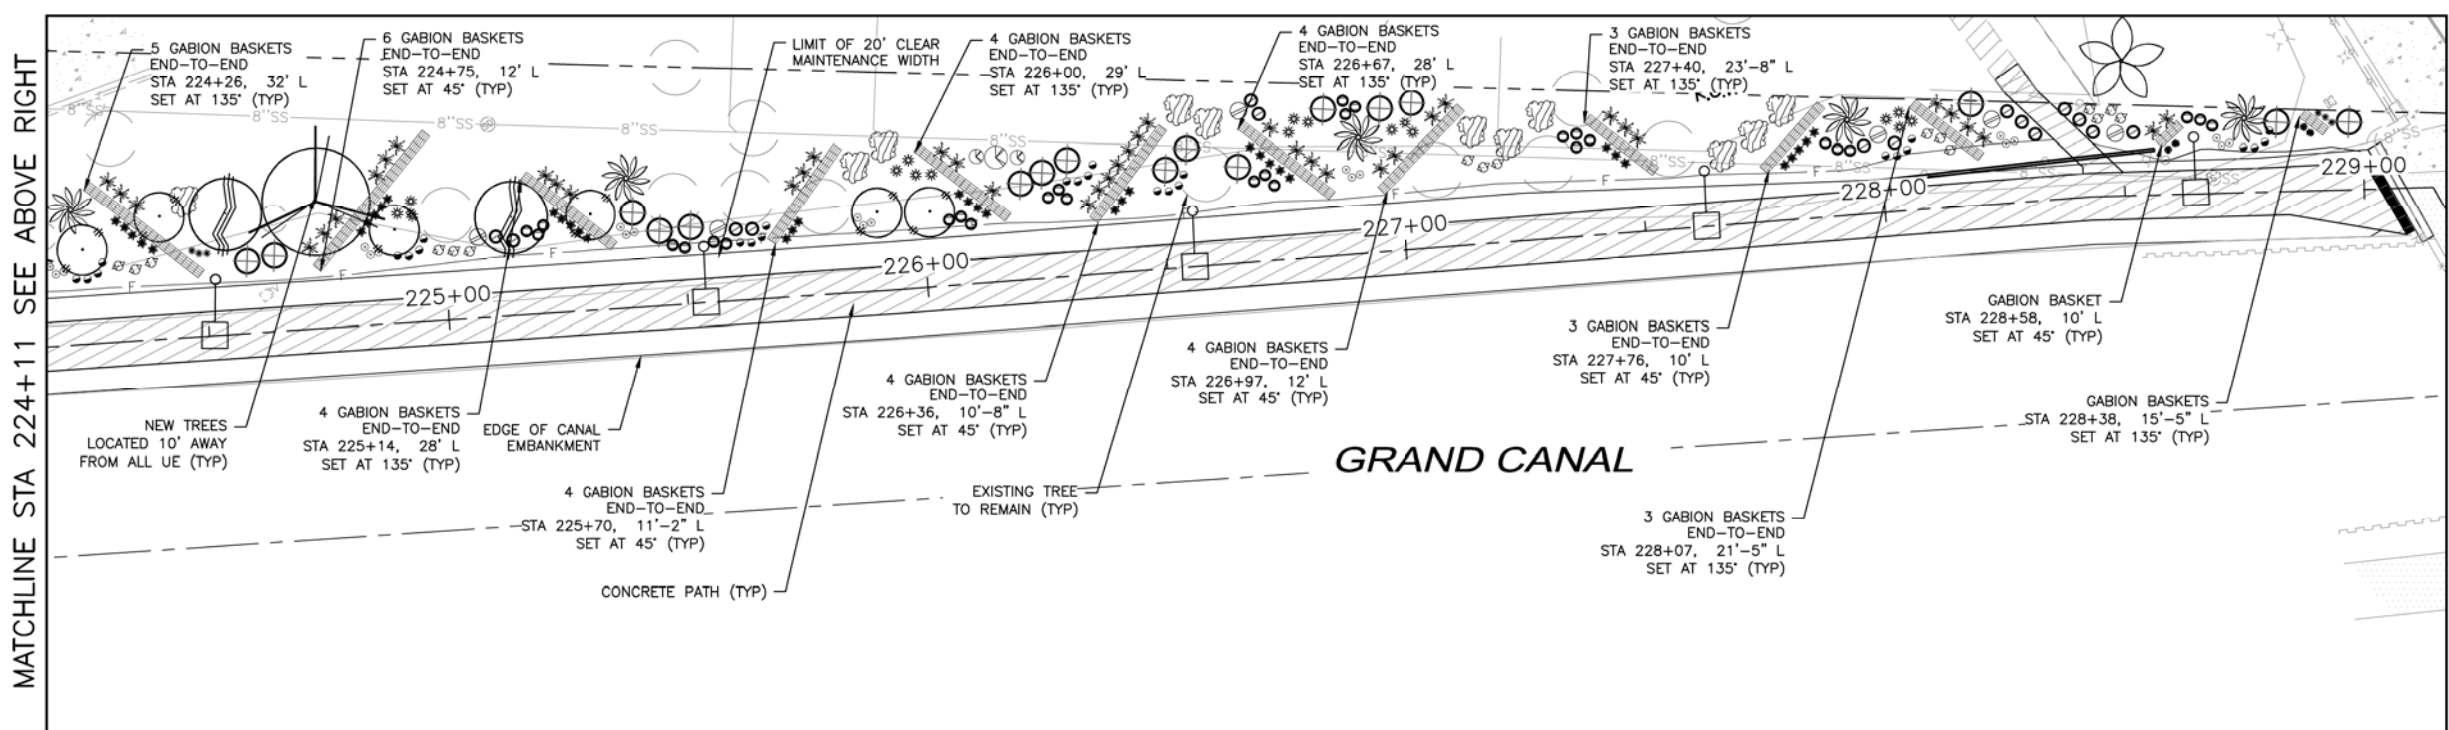 MATCHLINE STA 224+11 SEE ABOVE RIGHT
5 GABION BASKETS
END-TO-END
STA 224+26, 32' L
SET AT 135° (TYP)
6 GABION BASKETS
END-TO-END
STA 224+75, 12' L
SET AT 45° (TYP)
LIMIT OF 20' CLEAR
MAINTENANCE WIDTH
4 GABION BASKETS
END-TO-END
STA 226+00, 29' L
SET AT 135° (TYP)
4 GABION BASKETS
END-TO-END
STA 226+67, 28' L
SET AT 135° (TYP)
3 GABION BASKETS
END-TO-END
STA 227+40, 23'-8" L
SET AT 135° (TYP)
8"SS
8"SS
8"SS
8"SS
8"SS
8"SS
8"SS
8"SS
F
F
F
F
F
F
225+00
226+00
227+00
228+00
229+00
NEW TREES
LOCATED 10' AWAY
FROM ALL UE (TYP)
4 GABION BASKETS
END-TO-END
STA 225+14, 28' L
SET AT 135° (TYP)
EDGE OF CANAL
EMBANKMENT
4 GABION BASKETS
END-TO-END
STA 225+70, 11'-2" L
SET AT 45° (TYP)
CONCRETE PATH (TYP)
4 GABION BASKETS
END-TO-END
STA 226+36, 10'-8" L
SET AT 45° (TYP)
EXISTING TREE
TO REMAIN (TYP)
4 GABION BASKETS
END-TO-END
STA 226+97, 12' L
SET AT 45° (TYP)
GRAND CANAL
3 GABION BASKETS
END-TO-END
STA 227+76, 10' L
SET AT 45° (TYP)
3 GABION BASKETS
END-TO-END
STA 228+07, 21'-5" L
SET AT 135° (TYP)
GABION BASKET
STA 228+58, 10' L
SET AT 45° (TYP)
GABION BASKETS
STA 228+38, 15'-5" L
SET AT 135° (TYP)